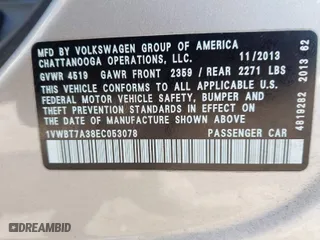 MFD BY VOLKSWAGEN GROUP OF AMERICA
CHATTANOOGA OPERATIONS, LLC. 11/2013
GVWR 4519 GAWR FRONT 2359 / REAR 2271 LBS
THIS VEHICLE CONFORMS TO ALL APPLICABLE U.S.
FEDERAL MOTOR VEHICLE SAFETY, BUMPER AND
THEFT PREVENTION STANDARDS IN EFFECT ON THE
DATE OF MANUFACTURE SHOWN ABOVE.
1VWBT7A38EC053078 PASSENGER CAR
4819282 2013 62
DREAMBID